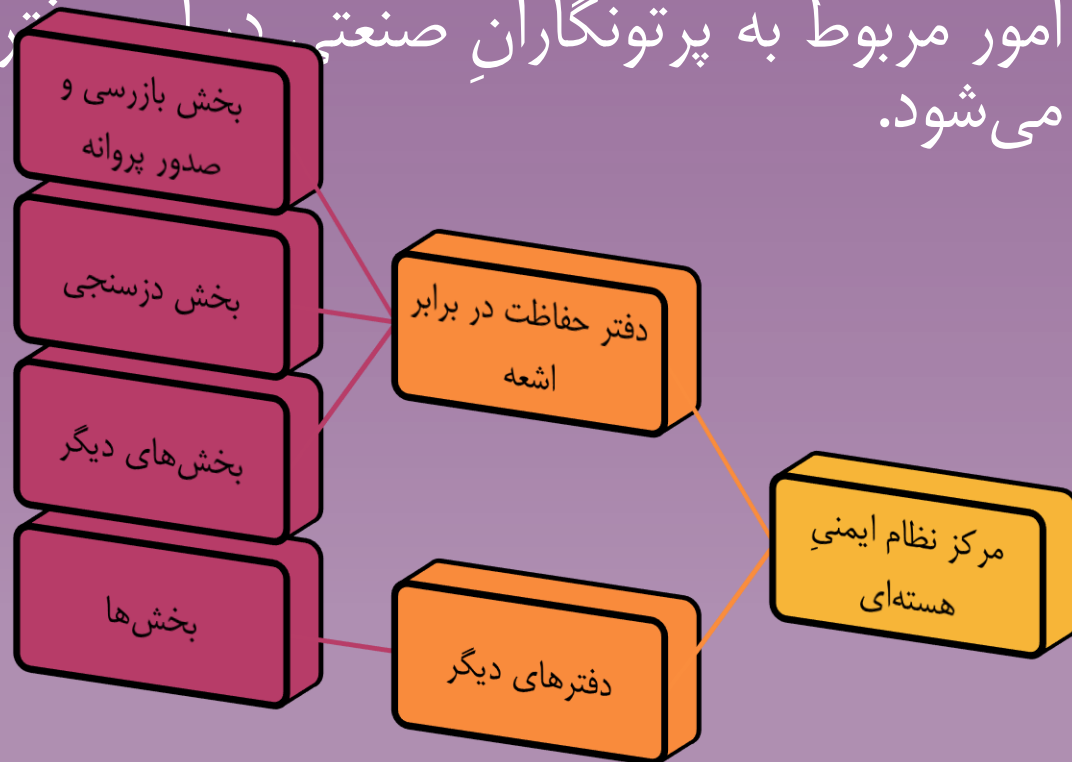 امور مربوط به پرتونگارانِ صنعتی در
می‌شود.
مرکز نظام ایمنیِ
هسته‌ای
دفتر حفاظت در برابر
اشعه
دفترهای دیگر
بخش بازرسی و
صدور پروانه
بخش دزسنجی
بخش‌های دیگر
بخش‌ها